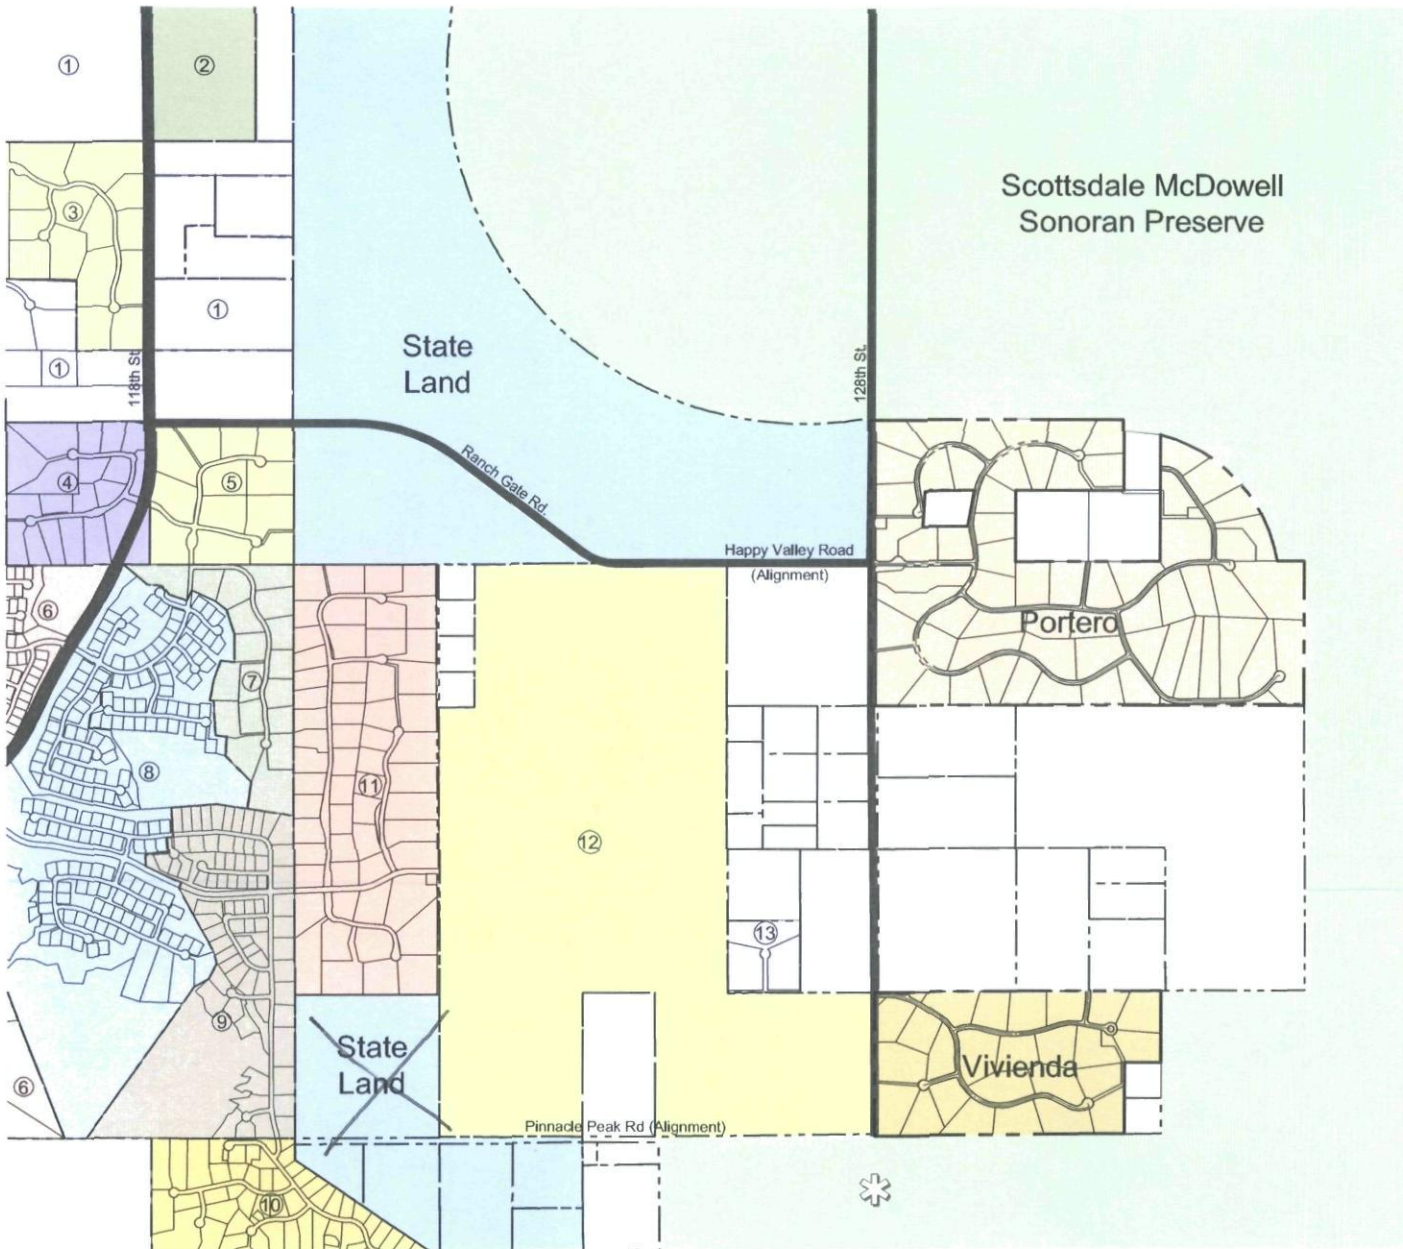 ①
②
Scottsdale McDowell
Sonoran Preserve
③
①
State
Land
①
118th St.
128th St.
Ranch Gate Rd.
④
⑤
Happy Valley Road
(Alignment)
⑥
Portero
⑦
⑧
⑪
⑫
⑬
⑨
State
Land
Vivienda
⑥
Pinnacle Peak Rd (Alignment)
⑩